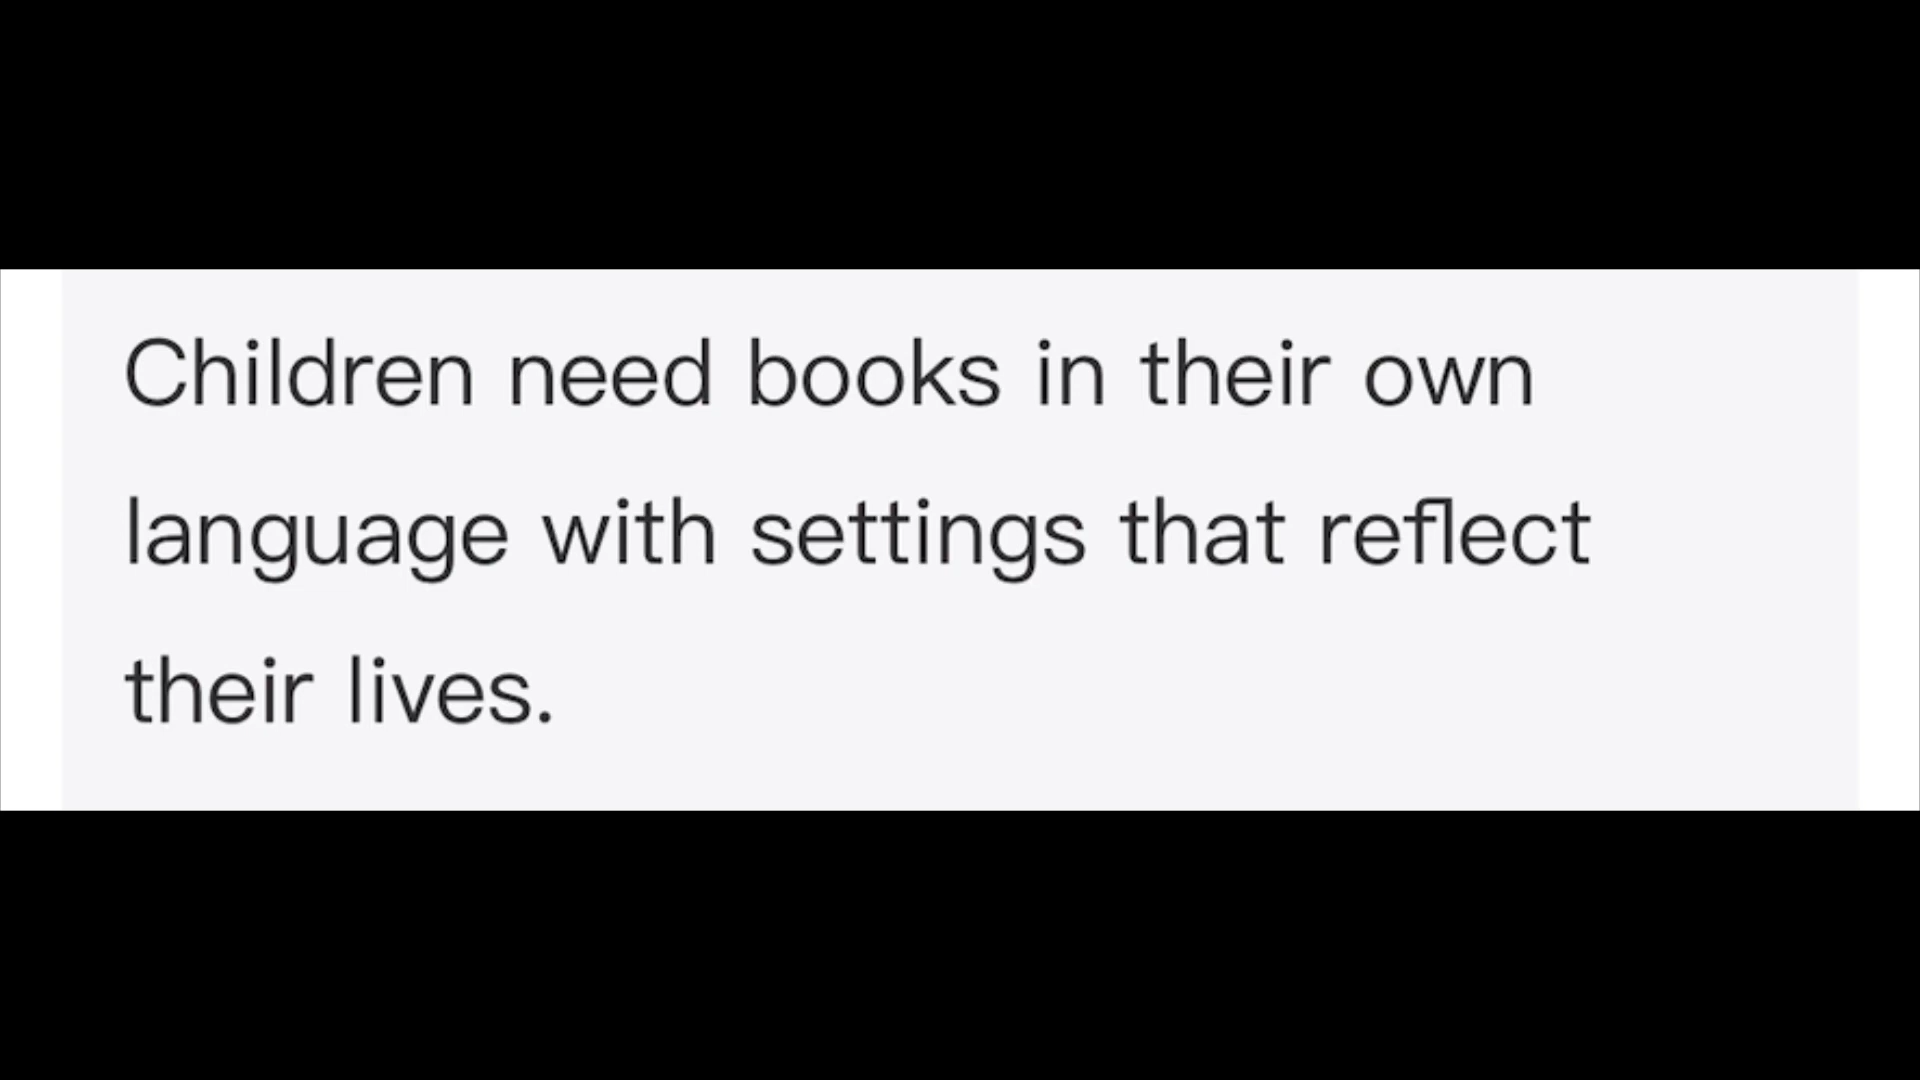 Children need books in their own
language with settings that reflect
their lives.